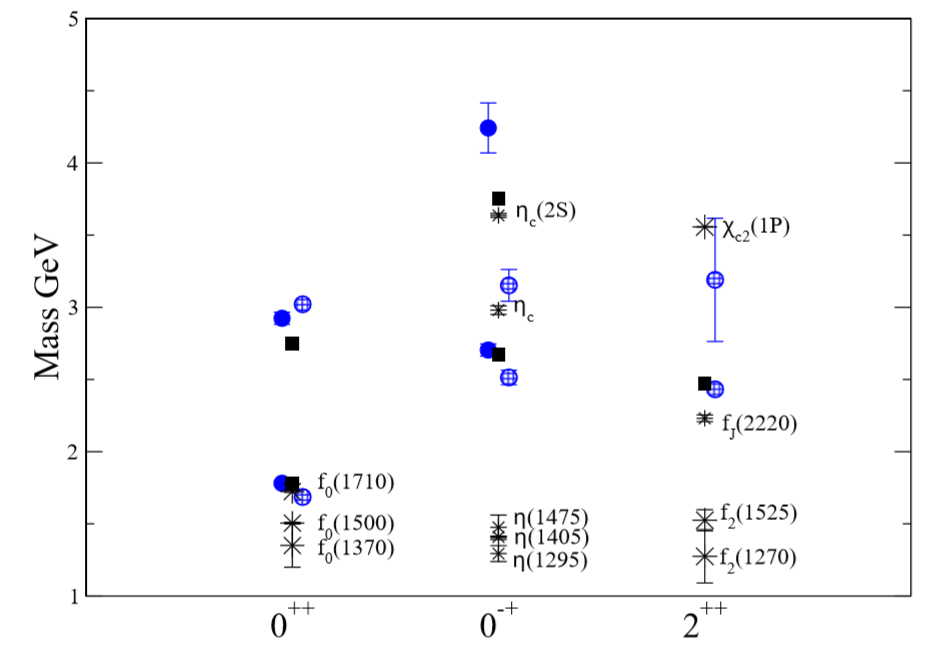 5
4
3
2
1
Mass GeV
η_c(2S)
χ_c2(1P)
η_c
f_J(2220)
f_0(1710)
f_0(1500)
f_0(1370)
η(1475)
η(1405)
η(1295)
f_2(1525)
f_2(1270)
0^++
0^-+
2^++